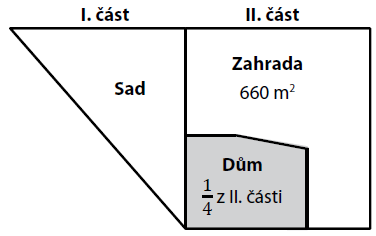 I. část
II. část
Sad
Zahrada
660 m²
Dům
1/4 z II. části